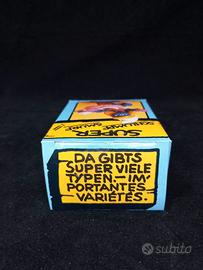 SUPER
DA GIBTS
SUPER VIELE
TYPEN.-IM
PORTANTES
VARIÉTÉS.
subito